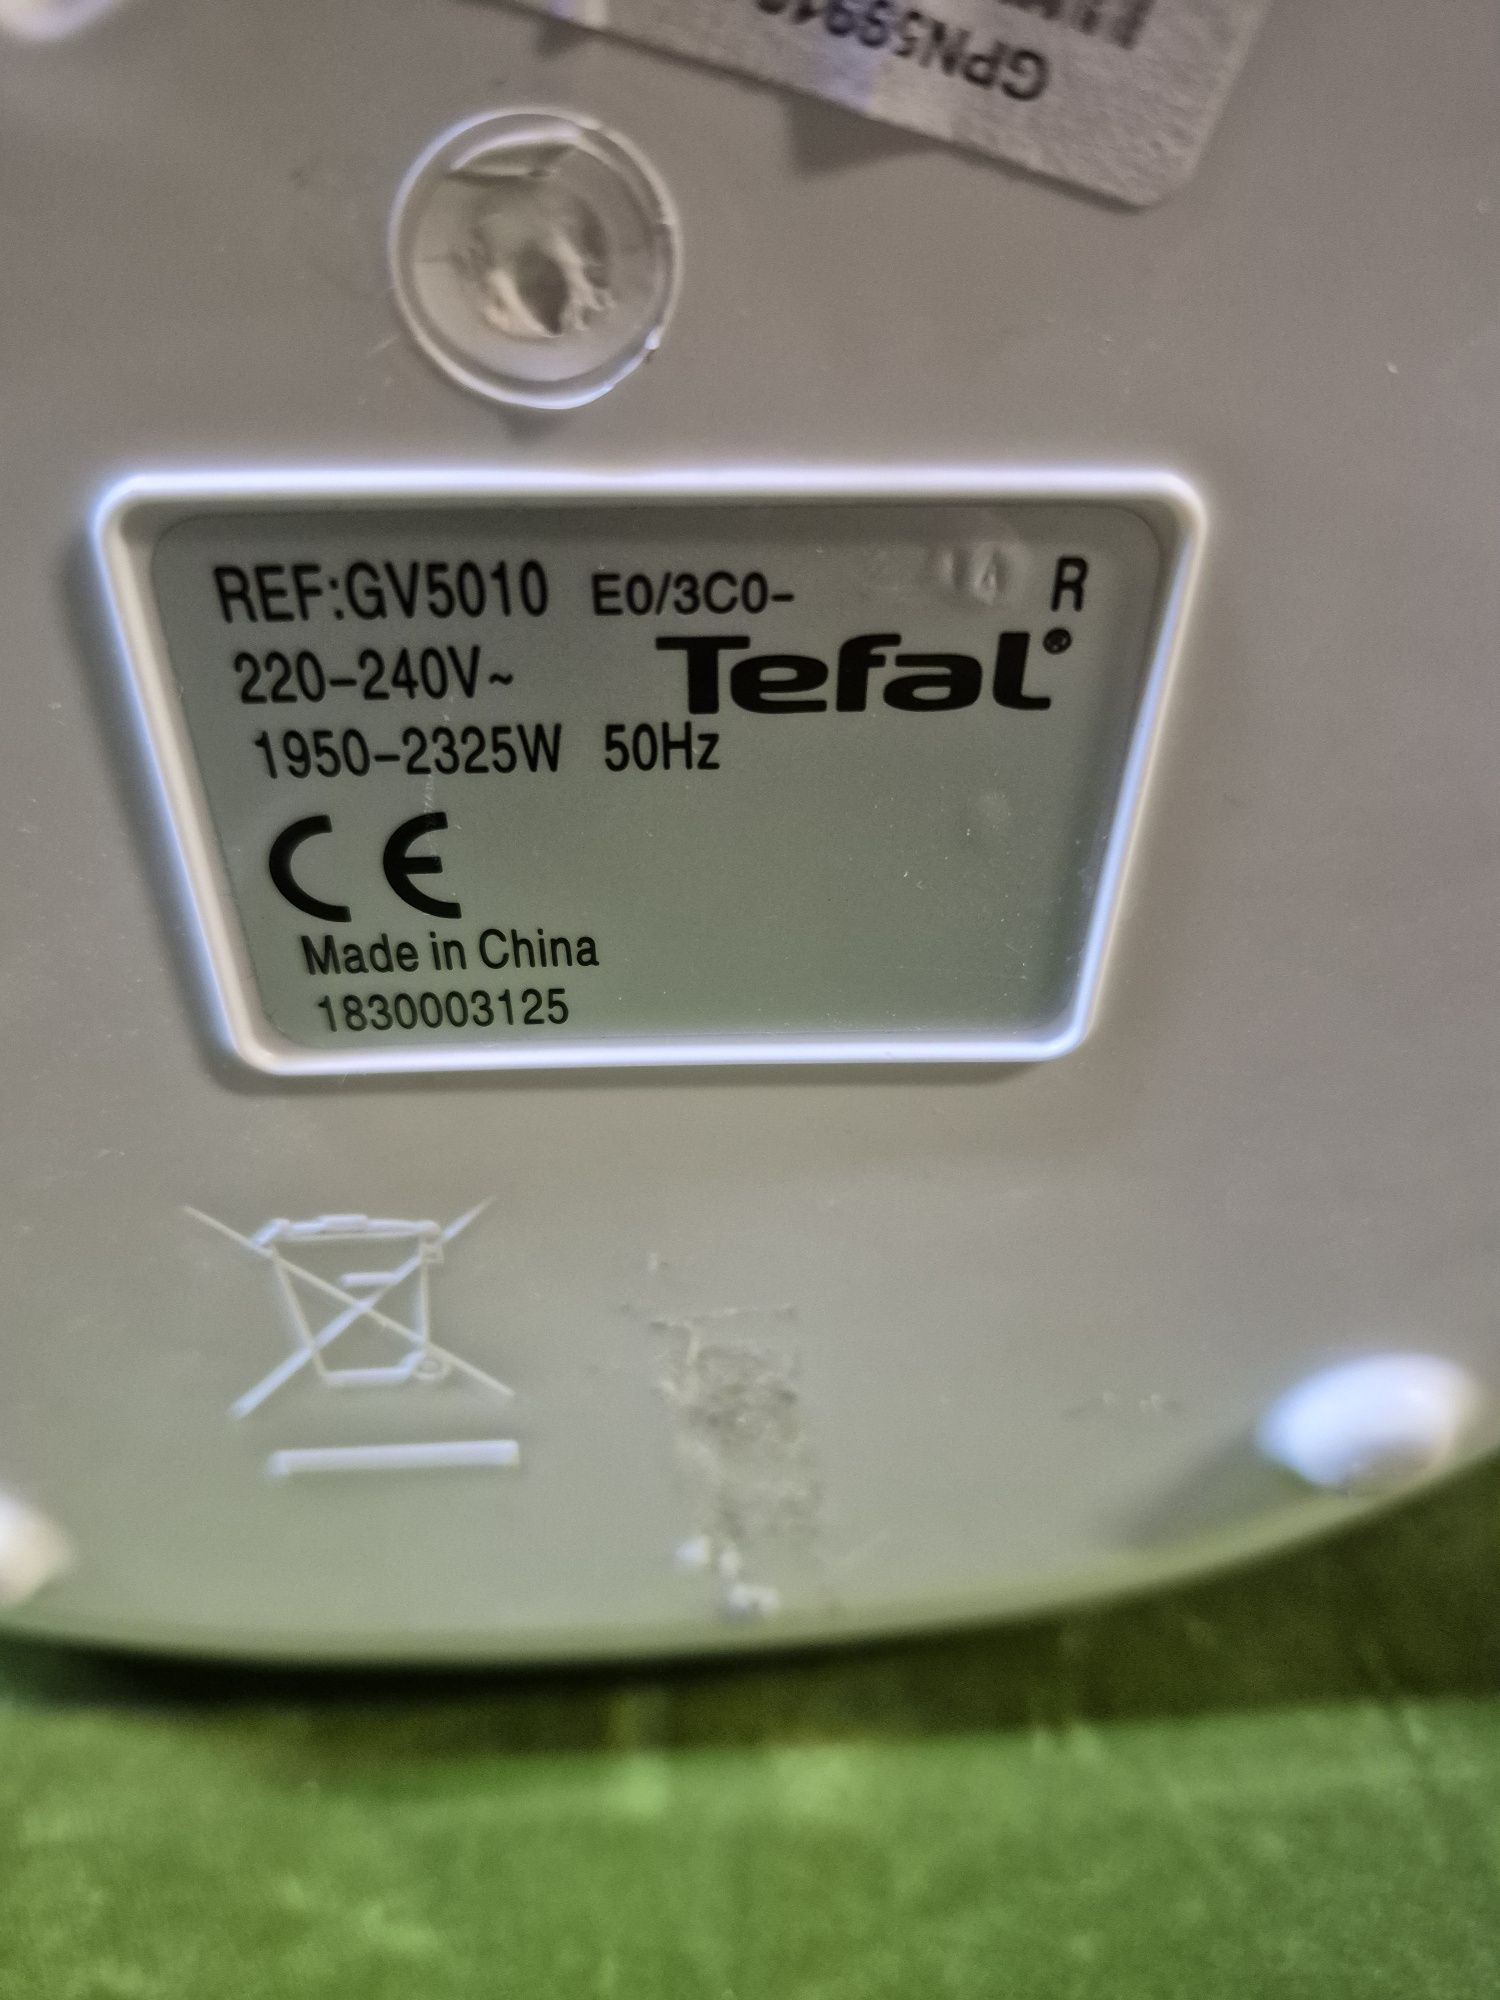 REF:GV5010 E0/3C0- R
220-240V~ Tefal®
1950-2325W 50Hz
CE
Made in China
1830003125